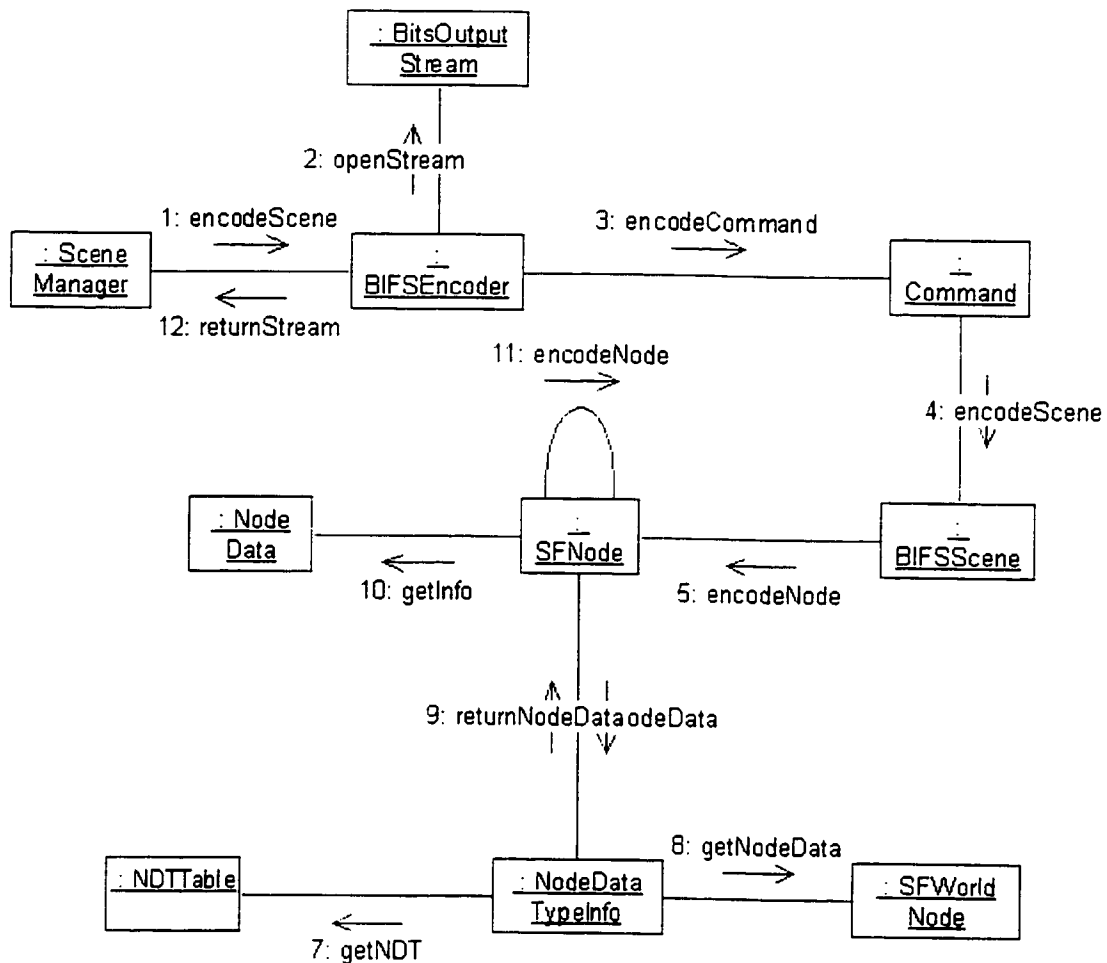 : BitsOutput
Stream
2: openStream
1: encodeScene
3: encodeCommand
: Scene
Manager
:
BIFSEncoder
:
Command
12: returnStream
11: encodeNode
4: encodeScene
: Node
Data
:
SFNode
:
BIFSScene
10: getInfo
5: encodeNode
9: returnNodeDataodeData
8: getNodeData
: NDTTable
: NodeData
TypeInfo
: SFWorld
Node
7: getNDT